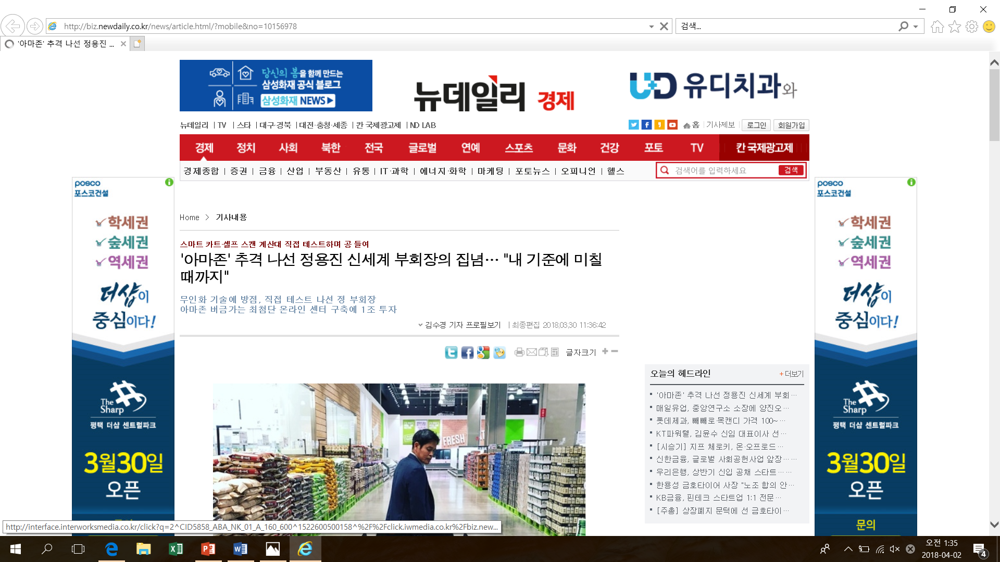 http://biz.newdaily.co.kr/news/article.html/?mobile&no=10156978
검색...
'아마존' 추격 나선 정용진 ...
당신의 봄을 함께 만드는
삼성화재 공식 블로그
삼성화재 NEWS▶
뉴데일리 경제
U+D 유디치과와
뉴데일리 | TV | 스타 | 대구·경북 | 대전·충청·세종 | 칸 국제광고제 | ND LAB
홈 | 기사제보 | 로그인 회원가입
경제 정치 사회 북한 전국 글로벌 연예 스포츠 문화 건강 포토 TV 칸 국제광고제
경제종합 | 증권 | 금융 | 산업 | 부동산 | 유통 | IT·과학 | 에너지·화학 | 마케팅 | 포토뉴스 | 오피니언 | 헬스
검색어를 입력하세요 검색
posco
포스코건설
학세권
숲세권
역세권
더샵이
중심이다!
The
Sharp
평택 더샵 센트럴파크
3월30일
오픈
Home > 기사내용
스마트 카트·셀프 스캔 계산대 직접 테스트하며 공 들여
'아마존' 추격 나선 정용진 신세계 부회장의 집념… "내 기준에 미칠
때까지"
무인화 기술에 방점, 직접 테스트 나선 정 부회장
아마존 버금가는 최첨단 온라인 센터 구축에 1조 투자
김수경 기자 프로필보기 | 최종편집 2018.03.30 11:36:42
글자크기
FRESH
오늘의 헤드라인
+ 더보기
'아마존' 추격 나선 정용진 신세계 부회…
매일유업, 중앙연구소 소장에 양진오…
롯데제과, 빼빼로·목캔디 가격 100~…
KT파워텔, 김윤수 신임 대표이사 선…
[시승기] 지프 체로키, 온·오프로드…
신한금융, 글로벌 사회공헌사업 앞장……
우리은행, 상반기 신입 공채 스타트……
한용성 금호타이어 사장 "노조 합의 안…
KB금융, 핀테크 스타트업 1:1 전문…
[주총] 상장폐지 문턱에 선 금호타이…
posco
포스코건설
학세권
숲세권
역세권
더샵이
중심이다!
The
Sharp
평택 더샵 센트럴파크
3월30일
오픈
문의
http://interface.interworksmedia.co.kr/click?q=2^CID5858_ABA_NK_01_A_160_600^1522600500158^%2F%2Fclick.iwmedia.co.kr%2Fbiz.new...
오전 1:35
2018-04-02
4